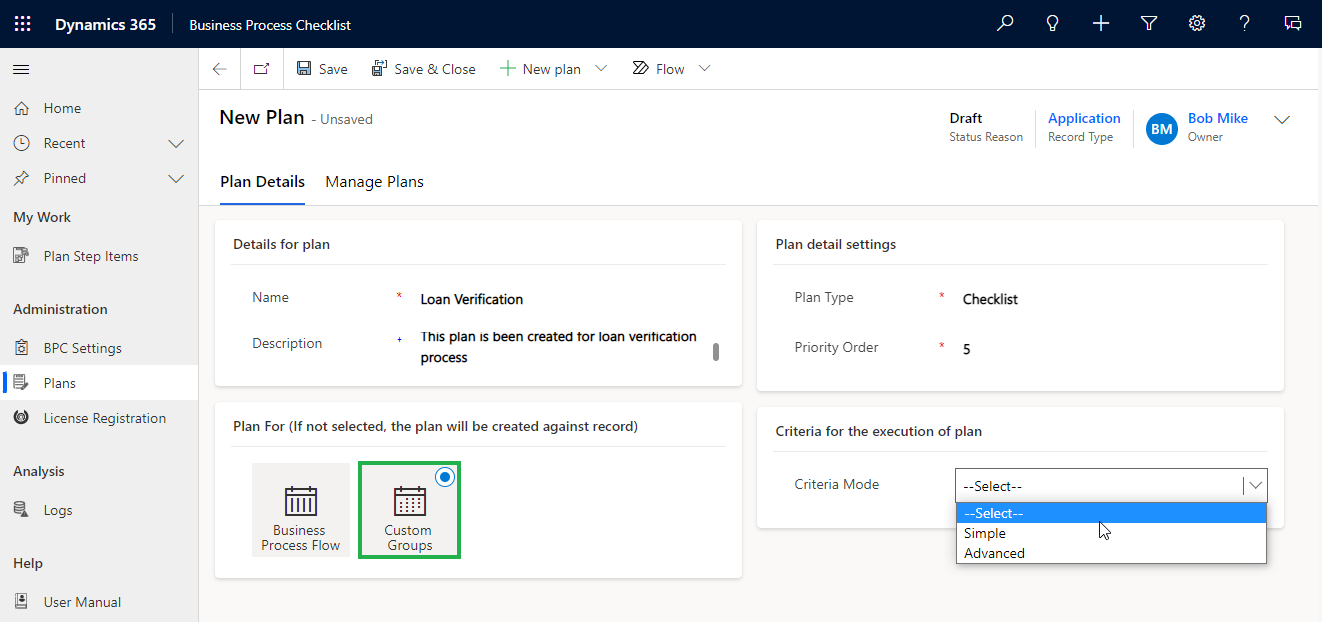 Dynamics 365
Business Process Checklist
Save
Save & Close
New plan
Flow
Home
Recent
Pinned
My Work
Plan Step Items
Administration
BPC Settings
Plans
License Registration
Analysis
Logs
Help
User Manual
New Plan - Unsaved
Draft
Status Reason
Application
Record Type
BM
Bob Mike
Owner
Plan Details
Manage Plans
Details for plan
Name * Loan Verification
Description + This plan is been created for loan verification
process
Plan detail settings
Plan Type * Checklist
Priority Order * 5
Plan For (If not selected, the plan will be created against record)
Business
Process Flow
Custom
Groups
Criteria for the execution of plan
Criteria Mode --Select--
--Select--
Simple
Advanced